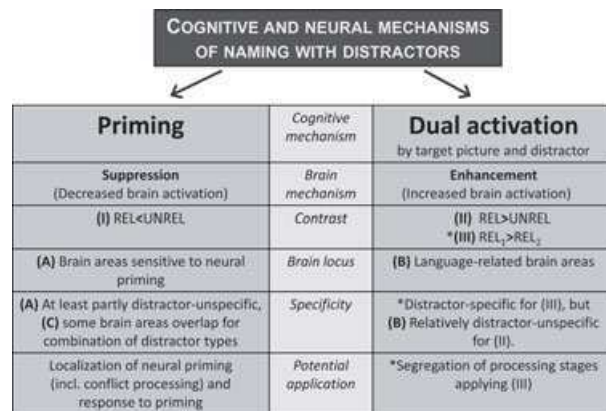 COGNITIVE AND NEURAL MECHANISMS
OF NAMING WITH DISTRACTORS
Priming
Cognitive
mechanism
Dual activation
by target picture and distractor
Suppression
(Decreased brain activation)
Brain
mechanism
Enhancement
(Increased brain activation)
(I) REL<UNREL
Contrast
(II) REL>UNREL
*(III) REL1>REL2
(A) Brain areas sensitive to neural
priming
Brain locus
(B) Language-related brain areas
(A) At least partly distractor-unspecific,
(C) some brain areas overlap for
combination of distractor types
Specificity
*Distractor-specific for (III), but
(B) Relatively distractor-unspecific
for (II).
Localization of neural priming
(incl. conflict processing) and
response to priming
Potential
application
*Segregation of processing stages
applying (III)